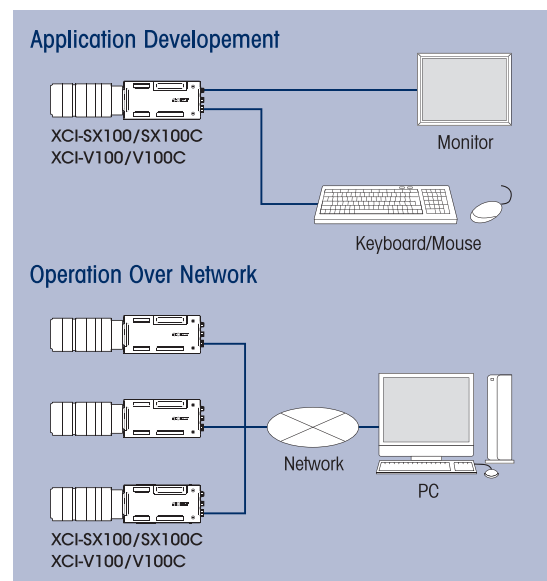 Application Developement
XCI-SX100/SX100C
XCI-V100/V100C
Monitor
Keyboard/Mouse
Operation Over Network
Network
PC
XCI-SX100/SX100C
XCI-V100/V100C